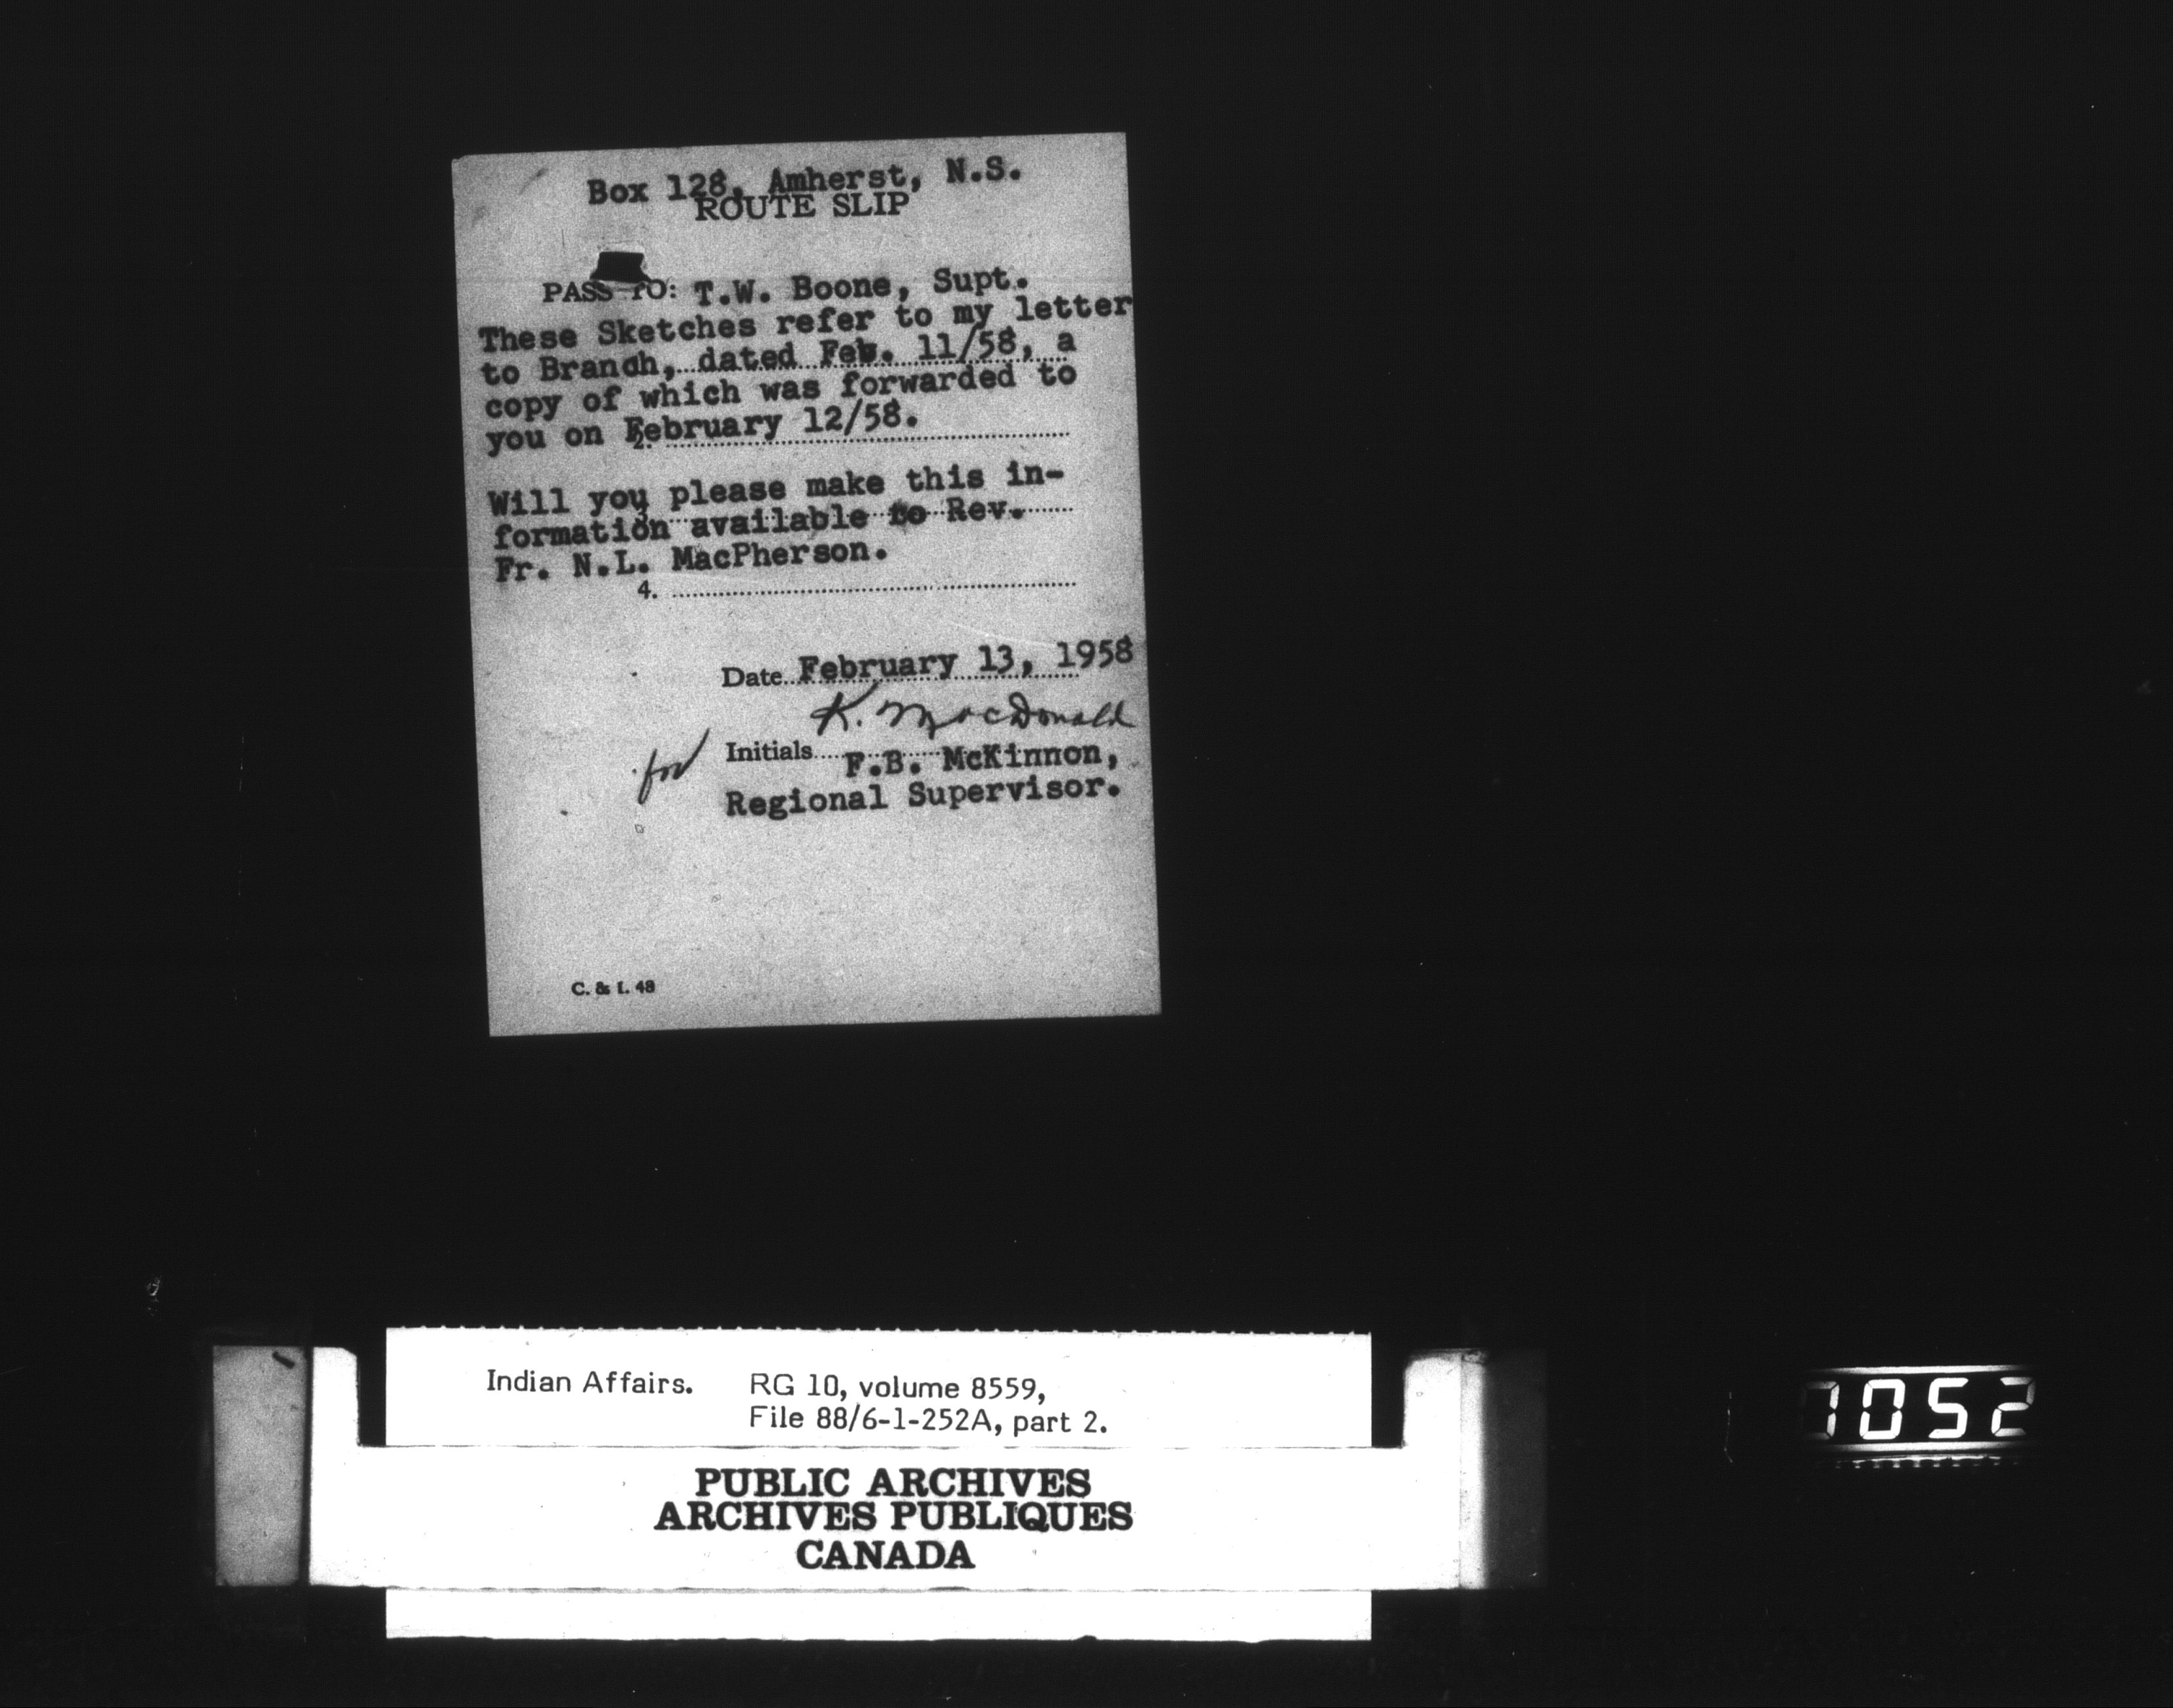 Box 128, Amherst, N.S.
ROUTE SLIP
PASS TO: T.W. Boone, Supt.
These Sketches refer to my letter
to Branch, dated Feb. 11/58, a
copy of which was forwarded to
you on February 12/58.
2.
Will you please make this in-
formation available to Rev.
Fr. N.L. MacPherson.
4.
Date February 13, 1958
K. MacDonald
for Initials F.B. McKinnon,
Regional Supervisor.
C. & I. 48
Indian Affairs. RG 10, volume 8559,
File 88/6-1-252A, part 2.
PUBLIC ARCHIVES
ARCHIVES PUBLIQUES
CANADA
1052